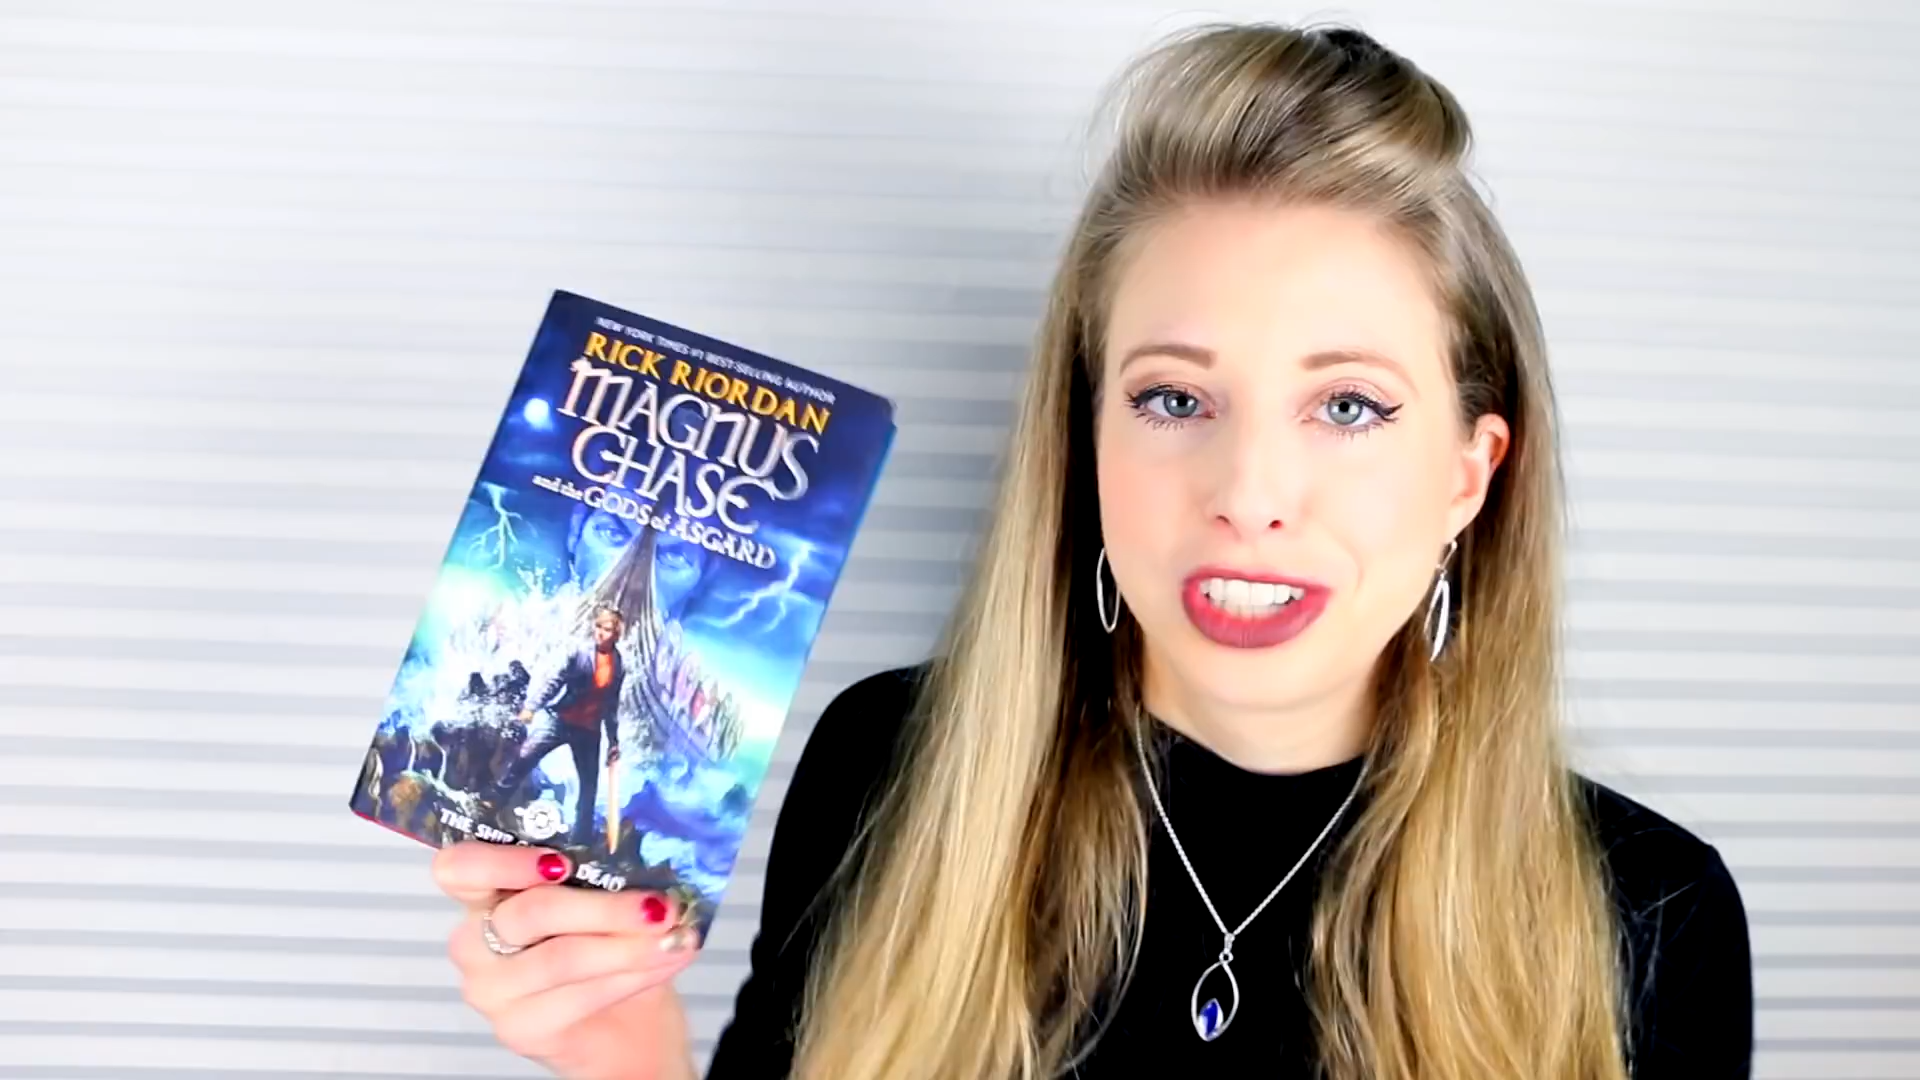 NEW YORK TIMES #1 BEST-SELLING AUTHOR
RICK RIORDAN
MAGNUS
CHASE
and the GODS of ASGARD
THE SHIP
DEAD